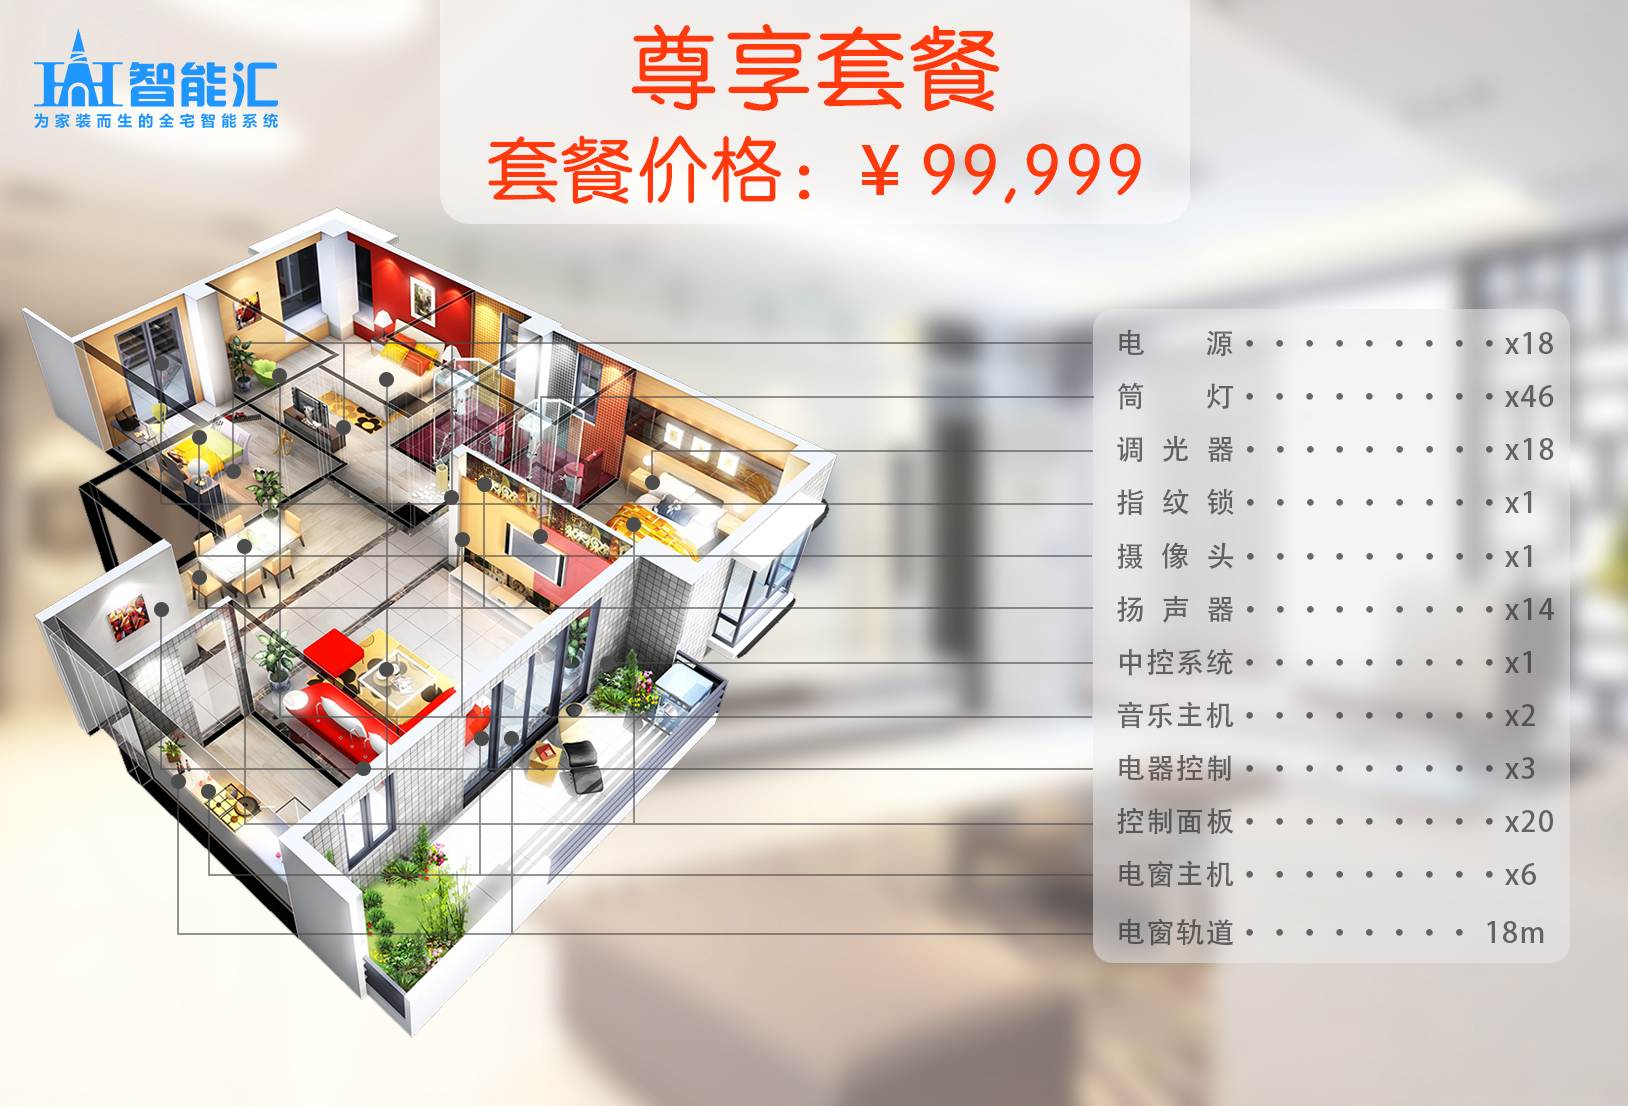 智能汇
为家装而生的全宅智能系统
尊享套餐
套餐价格：￥99,999
电源·········x18
筒灯·········x46
调光器·········x18
指纹锁·········x1
摄像头·········x1
扬声器·········x14
中控系统·········x1
音乐主机·········x2
电器控制·········x3
控制面板·········x20
电窗主机·········x6
电窗轨道········18m